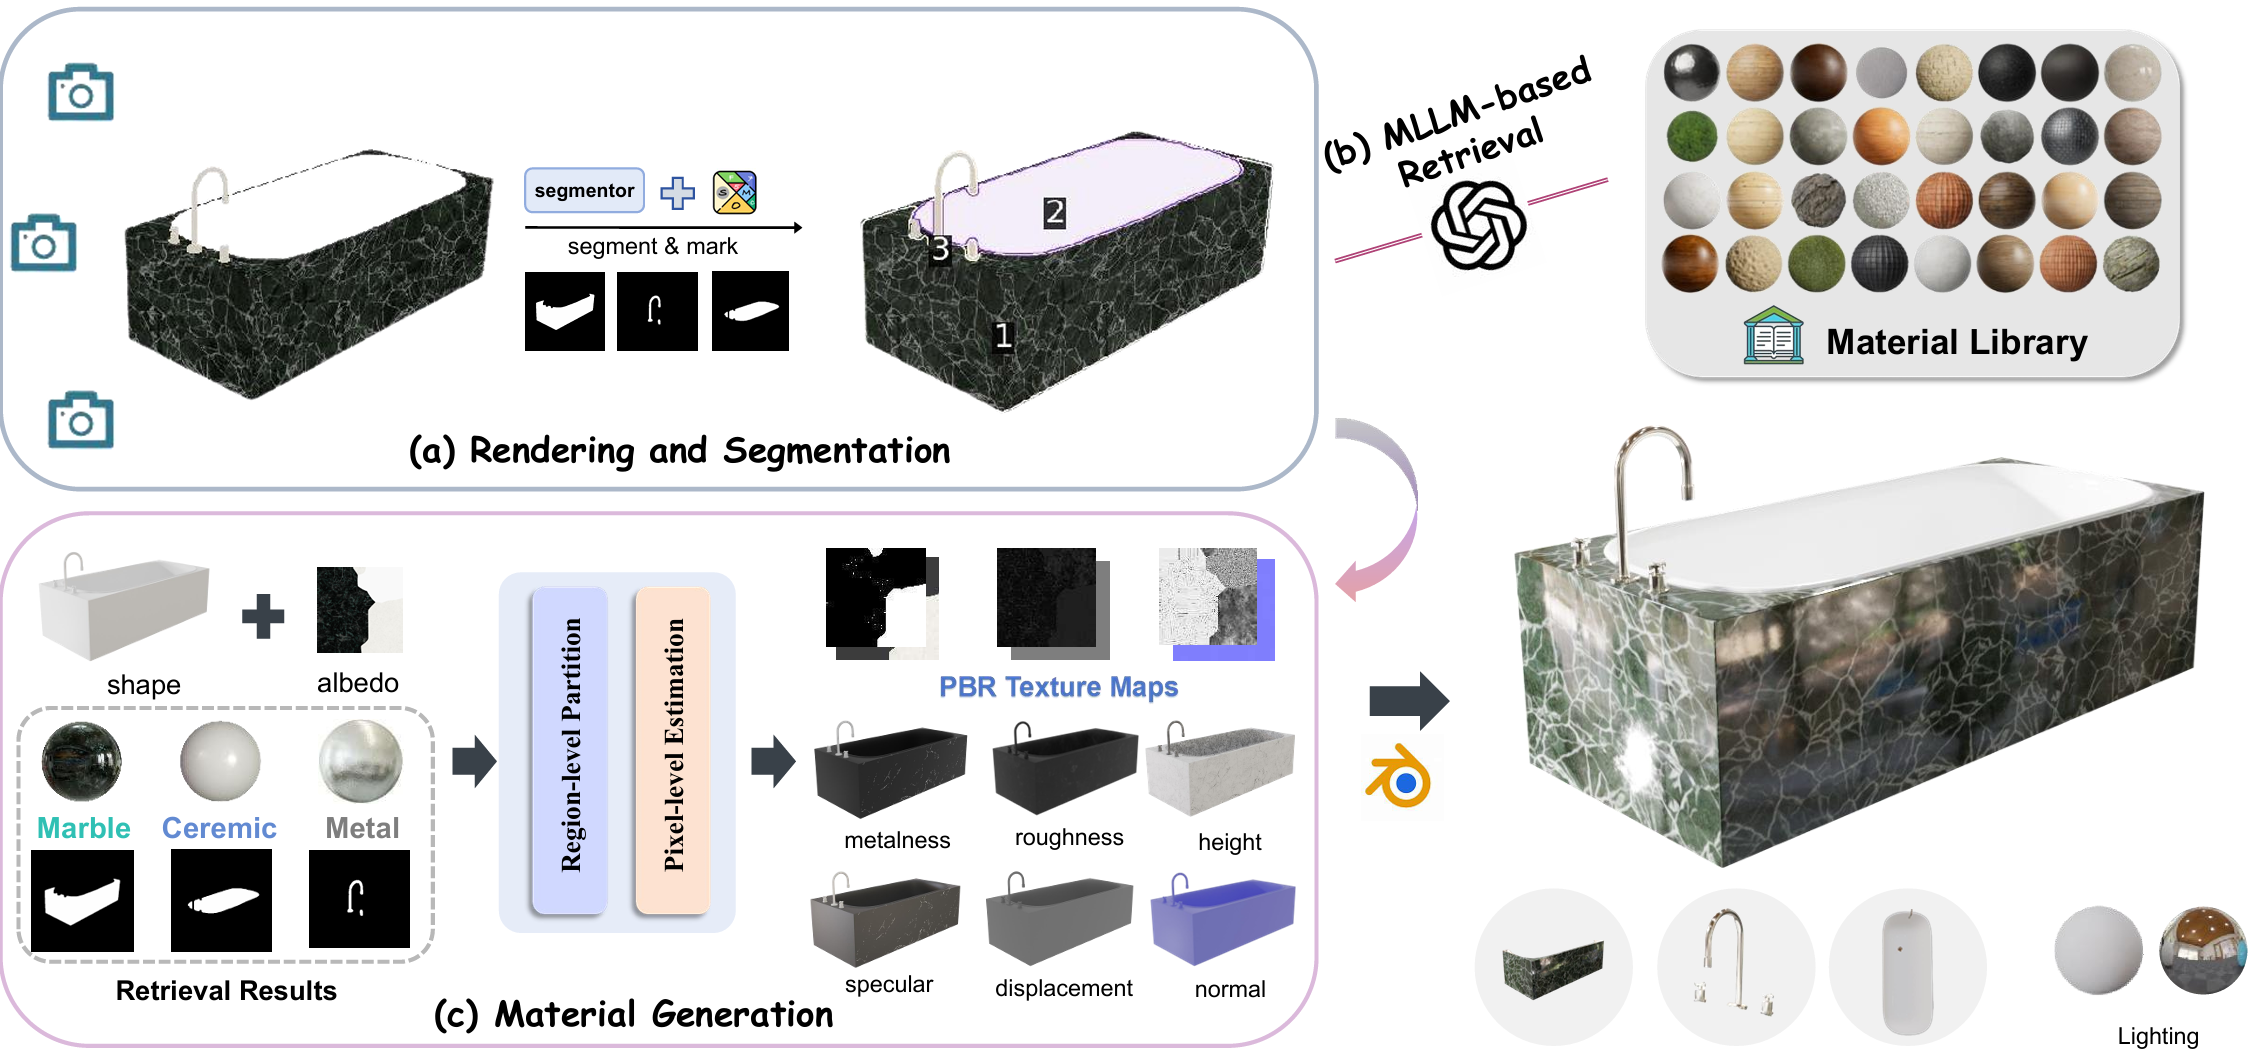 segmentor
segment & mark
1
2
3
(a) Rendering and Segmentation
(b) MLLM-based
Retrieval
Material Library
shape
albedo
Marble
Ceremic
Metal
Retrieval Results
Region-level Partition
Pixel-level Estimation
PBR Texture Maps
metalness
roughness
height
specular
displacement
normal
(c) Material Generation
Lighting